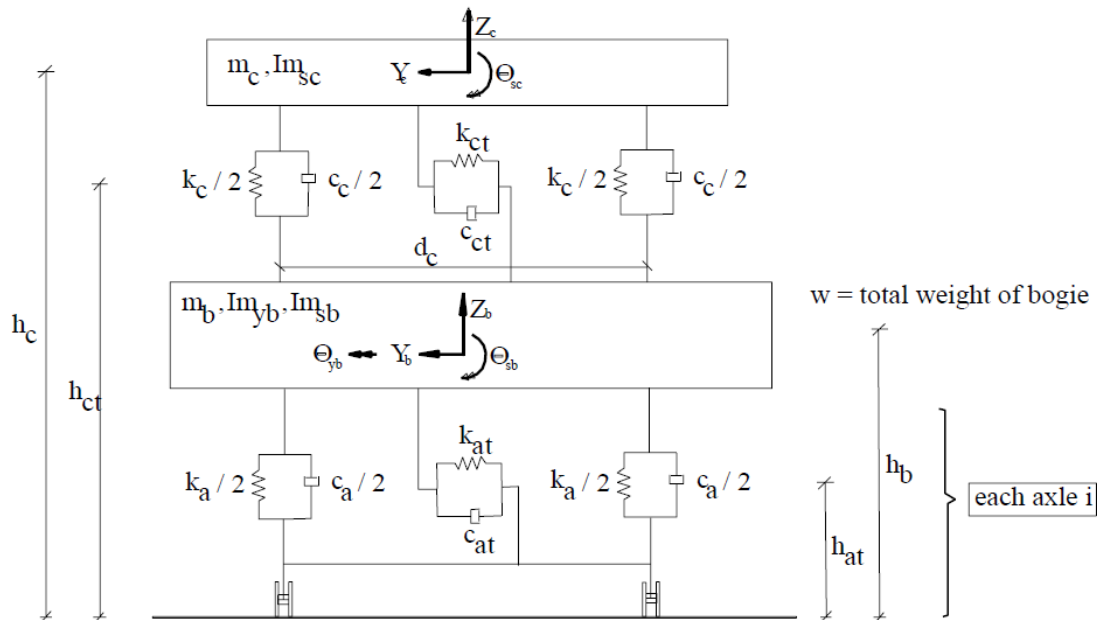 Z_c
m_c, Im_sc
Y_c
Θ_sc
k_ct
k_c / 2
c_c / 2
k_c / 2
c_c / 2
c_ct
d_c
m_b, Im_yb, Im_sb
Z_b
w = total weight of bogie
h_c
Θ_yb
Y_b
Θ_sb
h_ct
k_at
k_a / 2
c_a / 2
k_a / 2
c_a / 2
h_b
each axle i
c_at
h_at